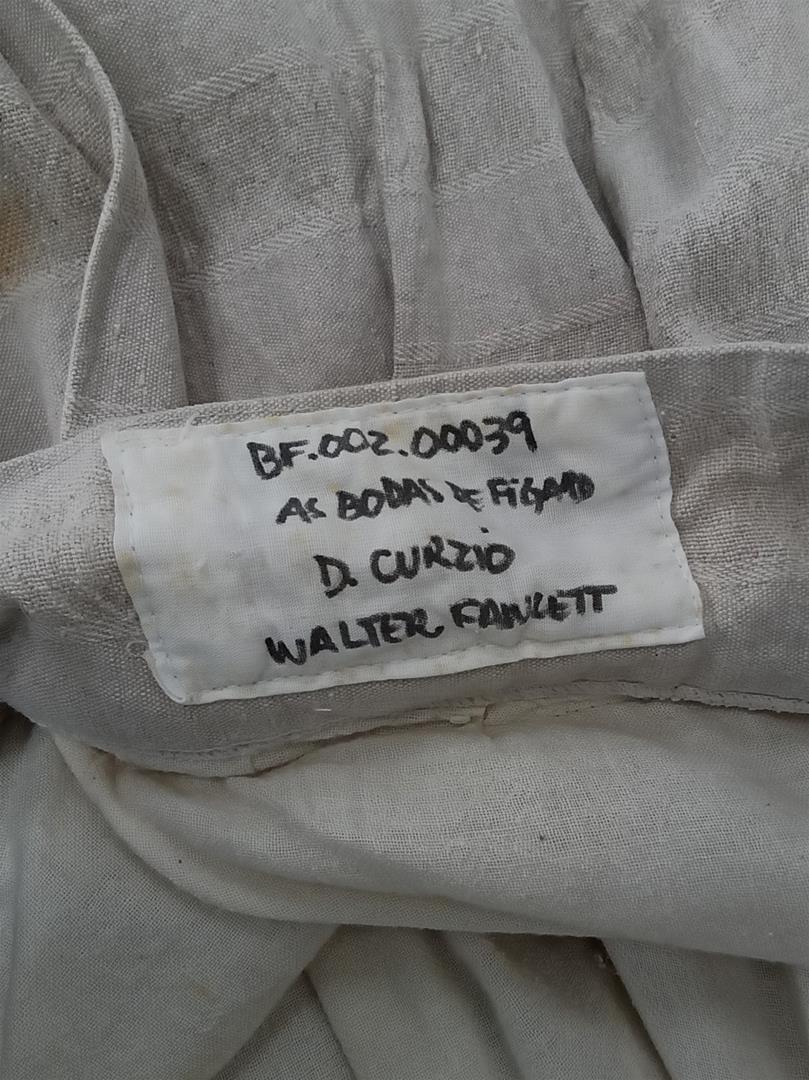 BF.002.00039
AS BODAS DE FiGARO
D. CURZiO
WALTER FAWCETT